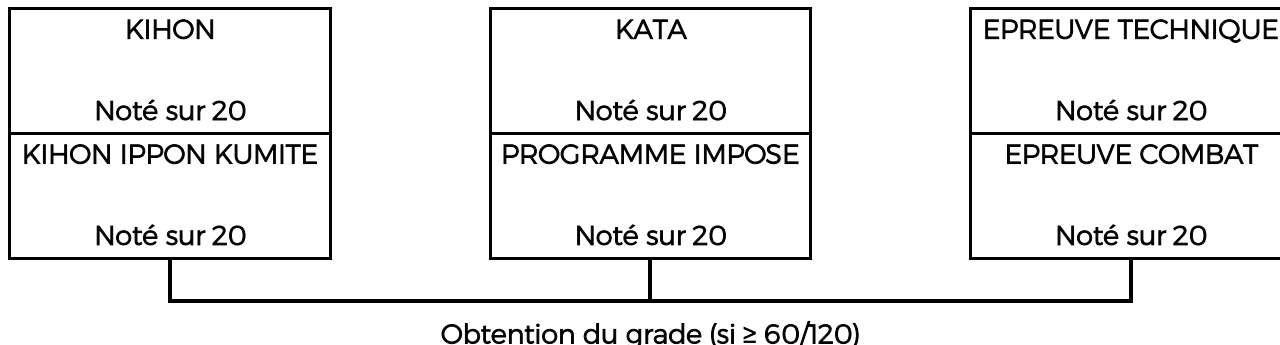 KIHON
Noté sur 20
KIHON IPPON KUMITE
Noté sur 20
KATA
Noté sur 20
PROGRAMME IMPOSE
Noté sur 20
EPREUVE TECHNIQUE
Noté sur 20
EPREUVE COMBAT
Noté sur 20
Obtention du grade (si ≥ 60/120)